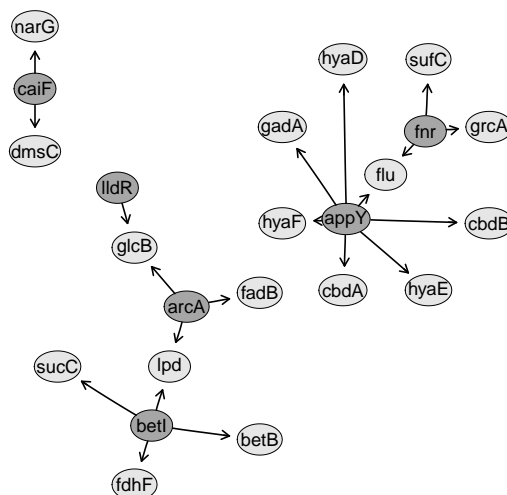 narG
hyaD
sufC
caiF
gadA
fnr
grcA
dmsC
flu
lldR
hyaF
appY
cbdB
glcB
cbdA
hyaE
fadB
arcA
sucC
lpd
betI
betB
fdhF